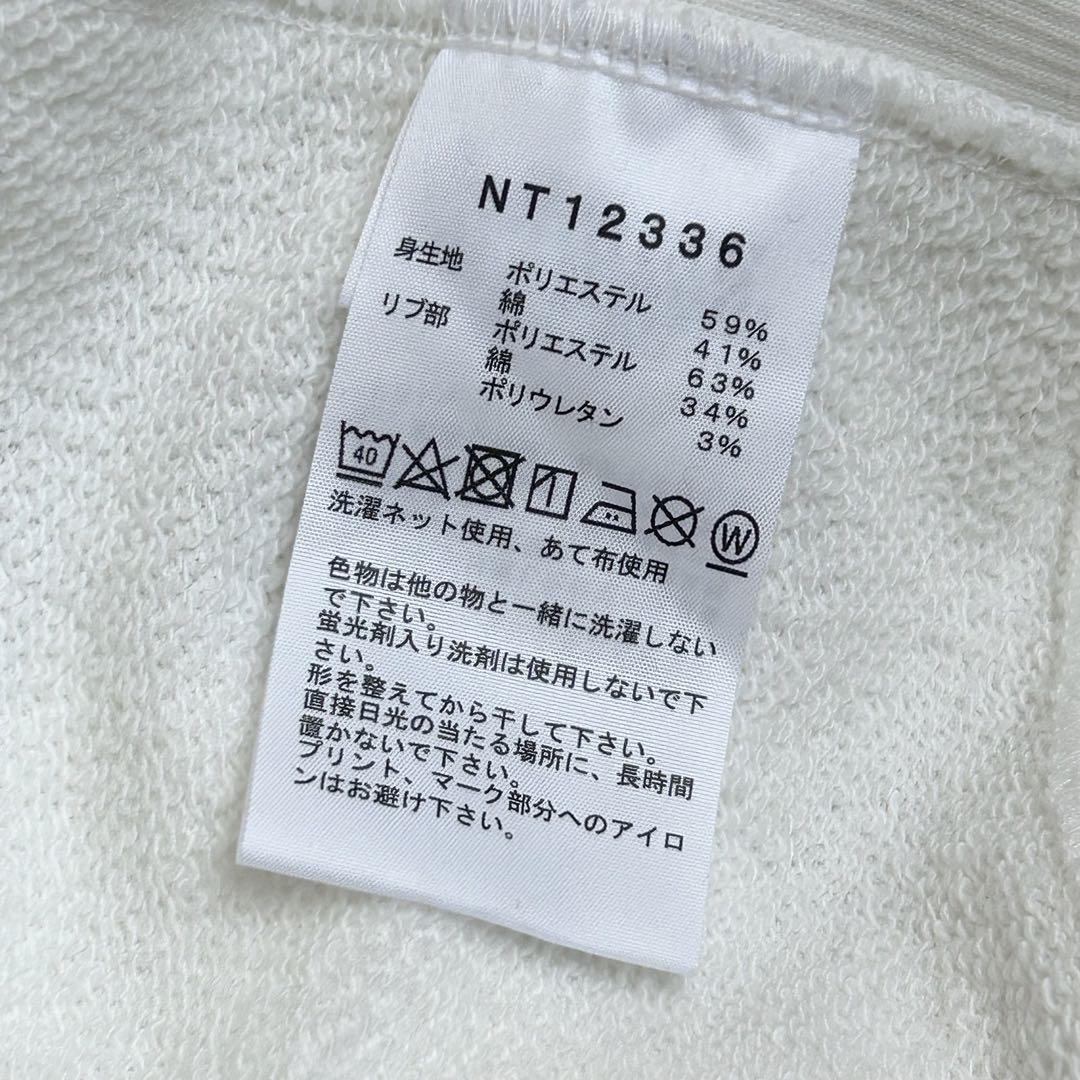 NT12336
身生地 ポリエステル 59%
綿 41%
リブ部 ポリエステル 63%
綿 34%
ポリウレタン 3%
40 W
洗濯ネット使用、あて布使用
色物は他の物と一緒に洗濯しない
で下さい。
蛍光剤入り洗剤は使用しないで下
さい。
形を整えてから干して下さい。
直接日光の当たる場所に、長時間
置かないで下さい。
プリント、マーク部分へのアイロ
ンはお避け下さい。